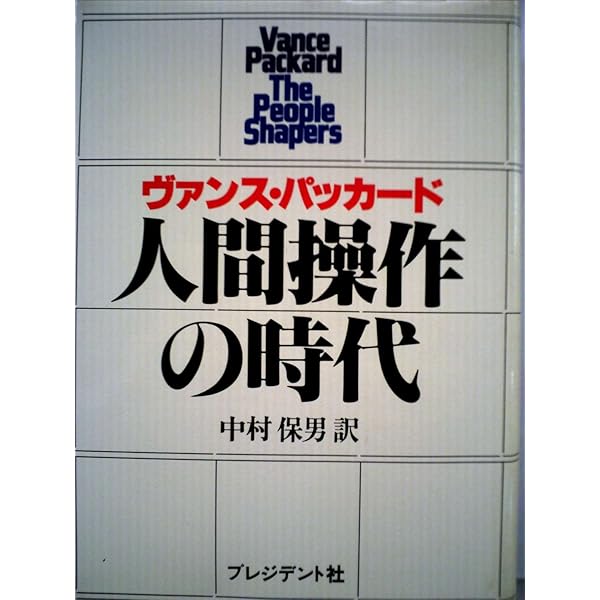 Vance
Packard
The
People
Shapers
ヴァンス・パッカード
人間操作
の時代
中村保男訳
プレジデント社